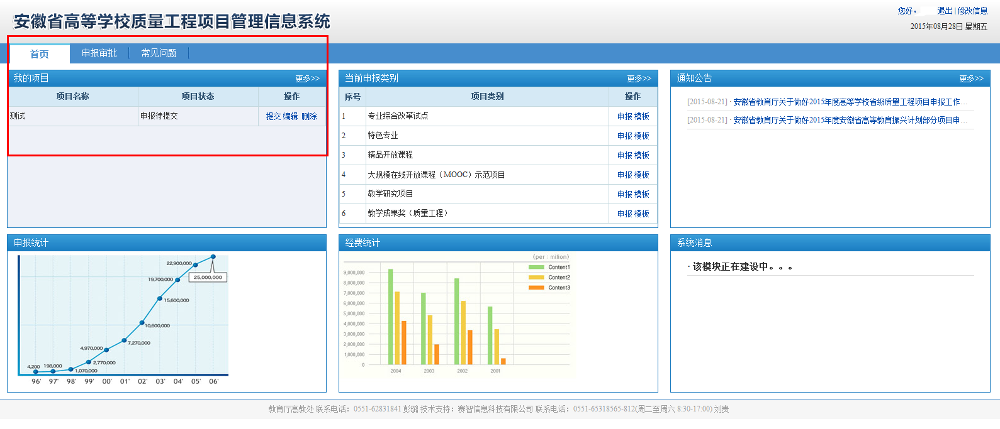 安徽省高等学校质量工程项目管理信息系统
您好， 退出 | 修改信息
2015年08月28日 星期五
首页 申报审批 常见问题
我的项目 更多>>
项目名称 项目状态 操作
测试 申报待提交 提交 编辑 删除
当前申报类别 更多>>
序号 项目类别 操作
1 专业综合改革试点 申报 模板
2 特色专业 申报 模板
3 精品开放课程 申报 模板
4 大规模在线开放课程（MOOC）示范项目 申报 模板
5 教学研究项目 申报 模板
6 教学成果奖（质量工程） 申报 模板
通知公告 更多>>
[2015-08-21] · 安徽省教育厅关于做好2015年度高等学校省级质量工程项目申报工作...
[2015-08-21] · 安徽省教育厅关于做好2015年度安徽省高等教育振兴计划部分项目申...
申报统计
22,900,000
25,000,000
19,700,000
15,600,000
10,600,000
7,270,000
4,970,000
2,770,000
1,070,000
198,000
4,200
96' 97' 98' 99' 00' 01' 02' 03' 04' 05' 06'
经费统计
(per : milion)
Content1
Content2
Content3
9,000,000
8,000,000
7,000,000
6,000,000
5,000,000
4,000,000
3,000,000
2,000,000
1,000,000
0
2004 2003 2002 2001
系统消息
· 该模块正在建设中。。。
教育厅高教处 联系电话：0551-62831841 彭璐 技术支持：赛智信息科技有限公司 联系电话：0551-65318565-812(周二至周六 8:30-17:00) 刘贵